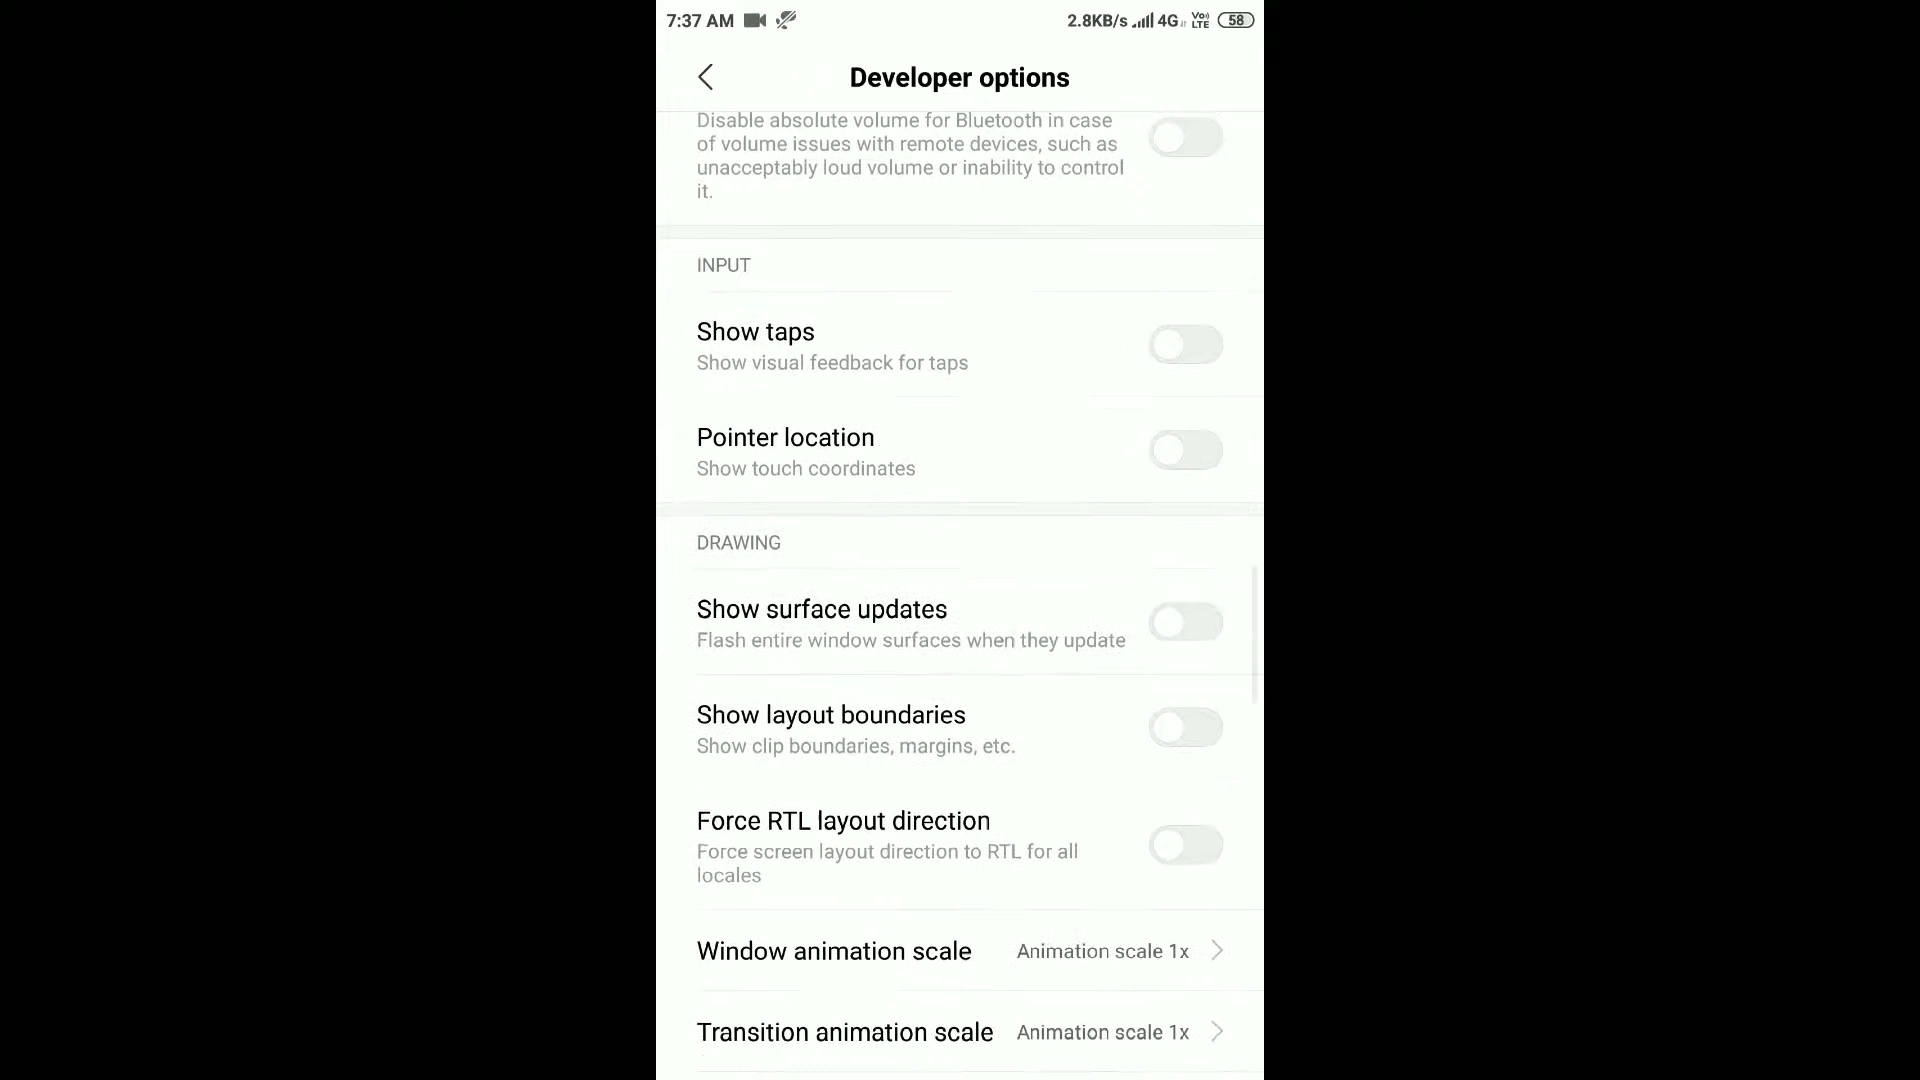 7:37 AM 2.8KB/s 4G Vo) LTE 58
Developer options
Disable absolute volume for Bluetooth in case
of volume issues with remote devices, such as
unacceptably loud volume or inability to control
it.
INPUT
Show taps
Show visual feedback for taps
Pointer location
Show touch coordinates
DRAWING
Show surface updates
Flash entire window surfaces when they update
Show layout boundaries
Show clip boundaries, margins, etc.
Force RTL layout direction
Force screen layout direction to RTL for all
locales
Window animation scale Animation scale 1x
Transition animation scale Animation scale 1x